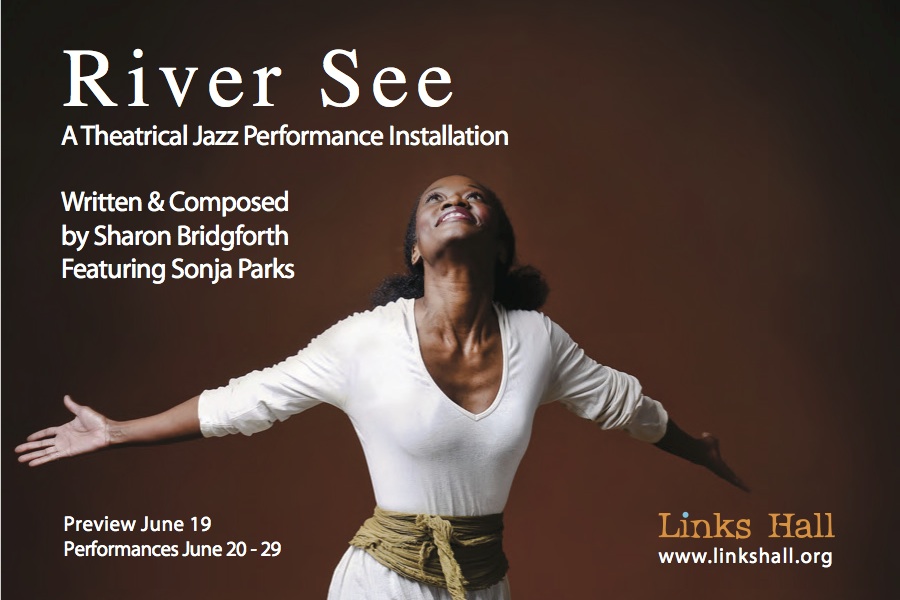 River See
A Theatrical Jazz Performance Installation
Written & Composed
by Sharon Bridgforth
Featuring Sonja Parks
Preview June 19
Performances June 20 - 29
Links Hall
www.linkshall.org